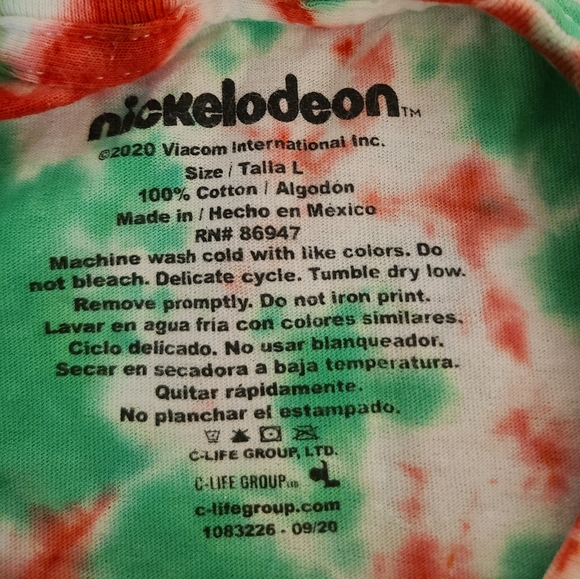 nickelodeon™
©2020 Viacom International Inc.
Size / Talla L
100% Cotton / Algodón
Made in / Hecho en México
RN# 86947
Machine wash cold with like colors. Do
not bleach. Delicate cycle. Tumble dry low.
Remove promptly. Do not iron print.
Lavar en agua fria con colores similares.
Ciclo delicado. No usar blanqueador.
Secar en secadora a baja temperatura.
Quitar rápidamente.
No planchar el estampado.
C-LIFE GROUP, LTD.
C-LIFE GROUP LTD
c-lifegroup.com
1083226 - 09/20